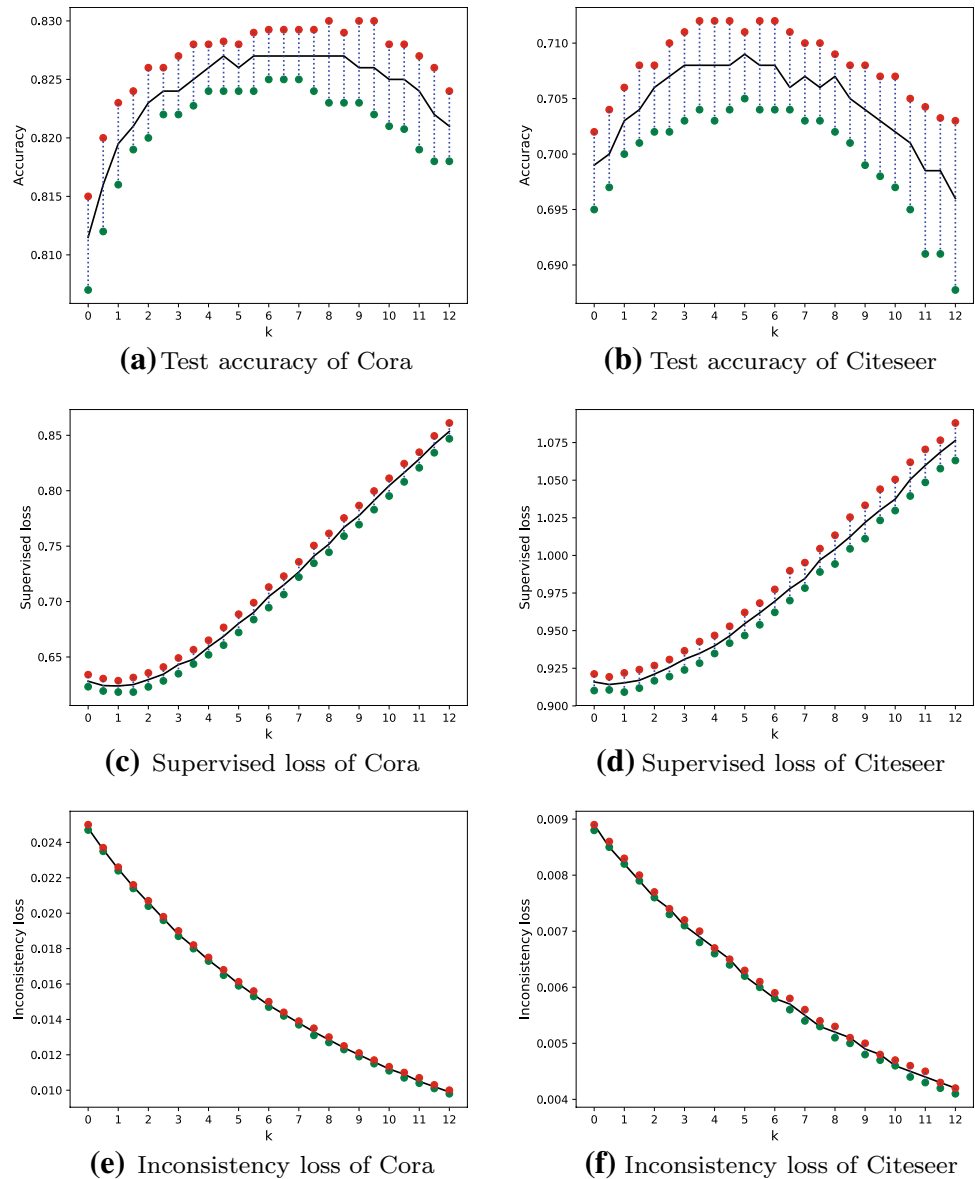 0.830
0.825
0.820
0.815
0.810
Accuracy
0 1 2 3 4 5 6 7 8 9 10 11 12
k
(a) Test accuracy of Cora
0.710
0.705
0.700
0.695
0.690
Accuracy
0 1 2 3 4 5 6 7 8 9 10 11 12
k
(b) Test accuracy of Citeseer
0.85
0.80
0.75
0.70
0.65
Supervised loss
0 1 2 3 4 5 6 7 8 9 10 11 12
k
(c) Supervised loss of Cora
1.075
1.050
1.025
1.000
0.975
0.950
0.925
0.900
Supervised loss
0 1 2 3 4 5 6 7 8 9 10 11 12
k
(d) Supervised loss of Citeseer
0.024
0.022
0.020
0.018
0.016
0.014
0.012
0.010
Inconsistency loss
0 1 2 3 4 5 6 7 8 9 10 11 12
k
(e) Inconsistency loss of Cora
0.009
0.008
0.007
0.006
0.005
0.004
Inconsistency loss
0 1 2 3 4 5 6 7 8 9 10 11 12
k
(f) Inconsistency loss of Citeseer